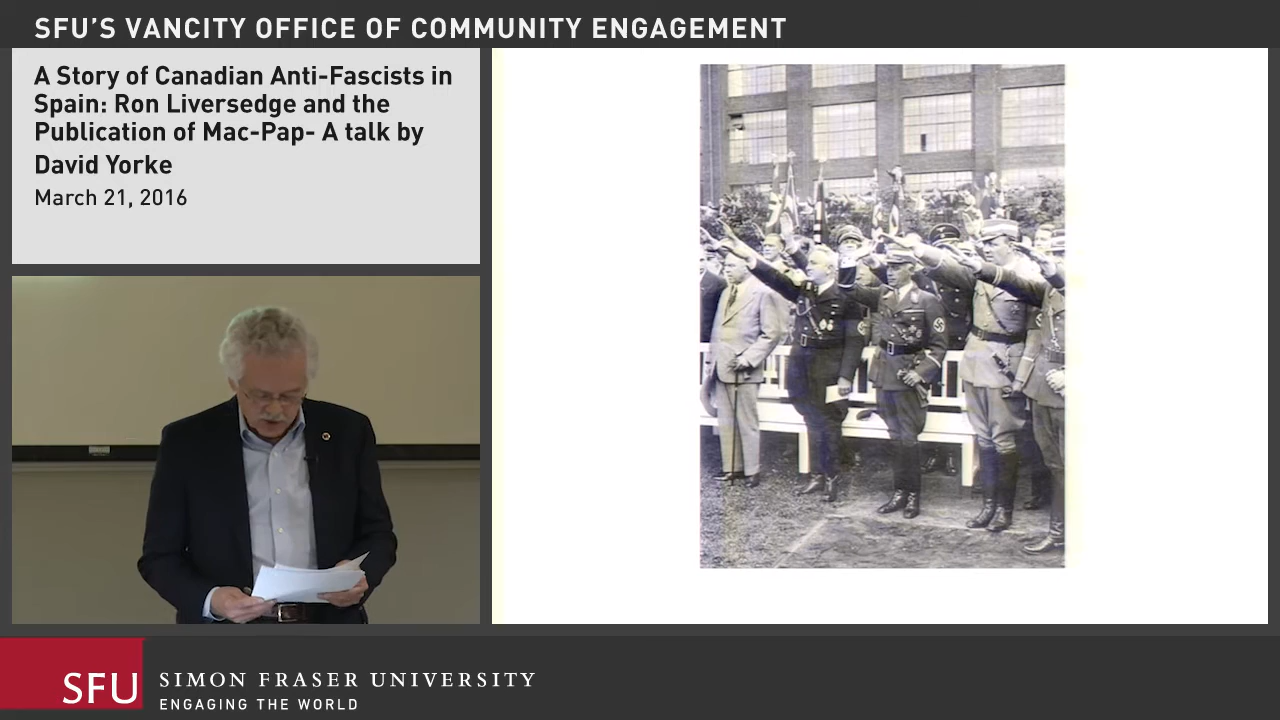 SFU'S VANCITY OFFICE OF COMMUNITY ENGAGEMENT
A Story of Canadian Anti-Fascists in
Spain: Ron Liversedge and the
Publication of Mac-Pap- A talk by
David Yorke
March 21, 2016
SFU
SIMON FRASER UNIVERSITY
ENGAGING THE WORLD